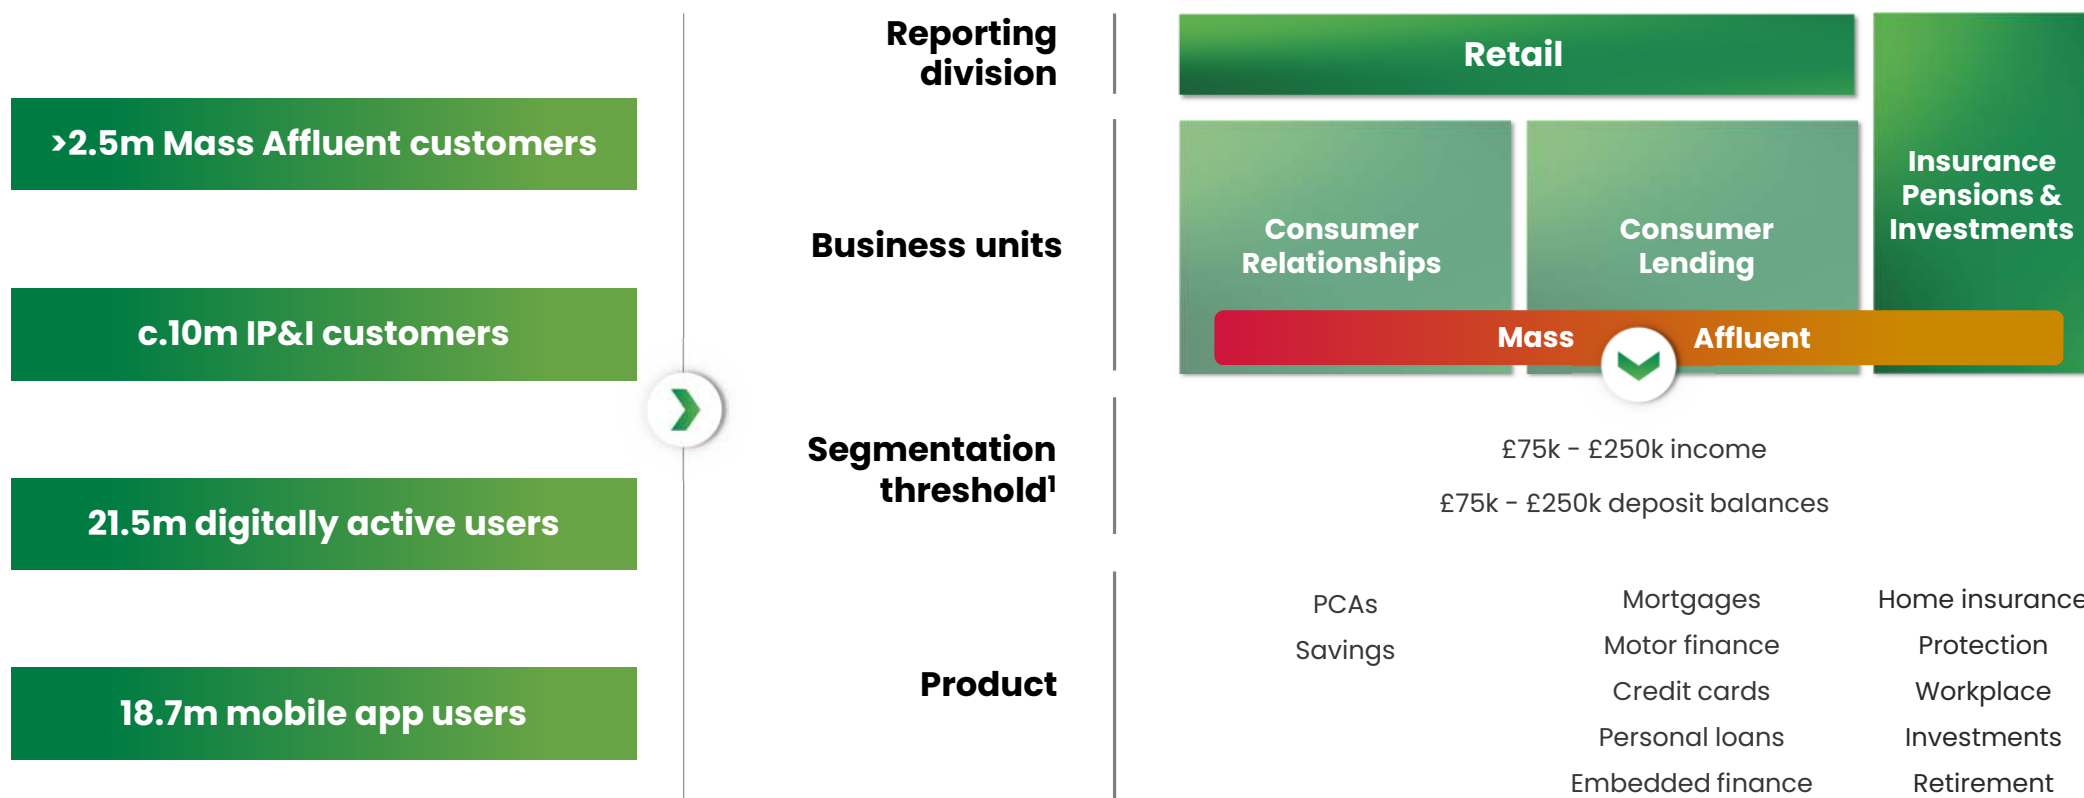 >2.5m Mass Affluent customers
c.10m IP&I customers
21.5m digitally active users
18.7m mobile app users
Reporting
division
Retail
Business units
Consumer
Relationships
Consumer
Lending
Insurance
Pensions &
Investments
Mass Affluent
Segmentation
threshold¹
£75k - £250k income
£75k - £250k deposit balances
Product
PCAs
Savings
Mortgages
Motor finance
Credit cards
Personal loans
Embedded finance
Home insurance
Protection
Workplace
Investments
Retirement